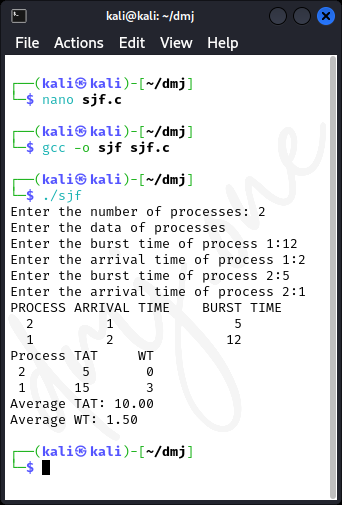 kali@kali: ~/dmj
File Actions Edit View Help
┌──(kali㉿kali)-[~/dmj]
└─$ nano sjf.c
┌──(kali㉿kali)-[~/dmj]
└─$ gcc -o sjf sjf.c
┌──(kali㉿kali)-[~/dmj]
└─$ ./sjf
Enter the number of processes: 2
Enter the data of processes
Enter the burst time of process 1:12
Enter the arrival time of process 1:2
Enter the burst time of process 2:5
Enter the arrival time of process 2:1
PROCESS ARRIVAL TIME BURST TIME
2 1 5
1 2 12
Process TAT WT
2 5 0
1 15 3
Average TAT: 10.00
Average WT: 1.50
┌──(kali㉿kali)-[~/dmj]
└─$